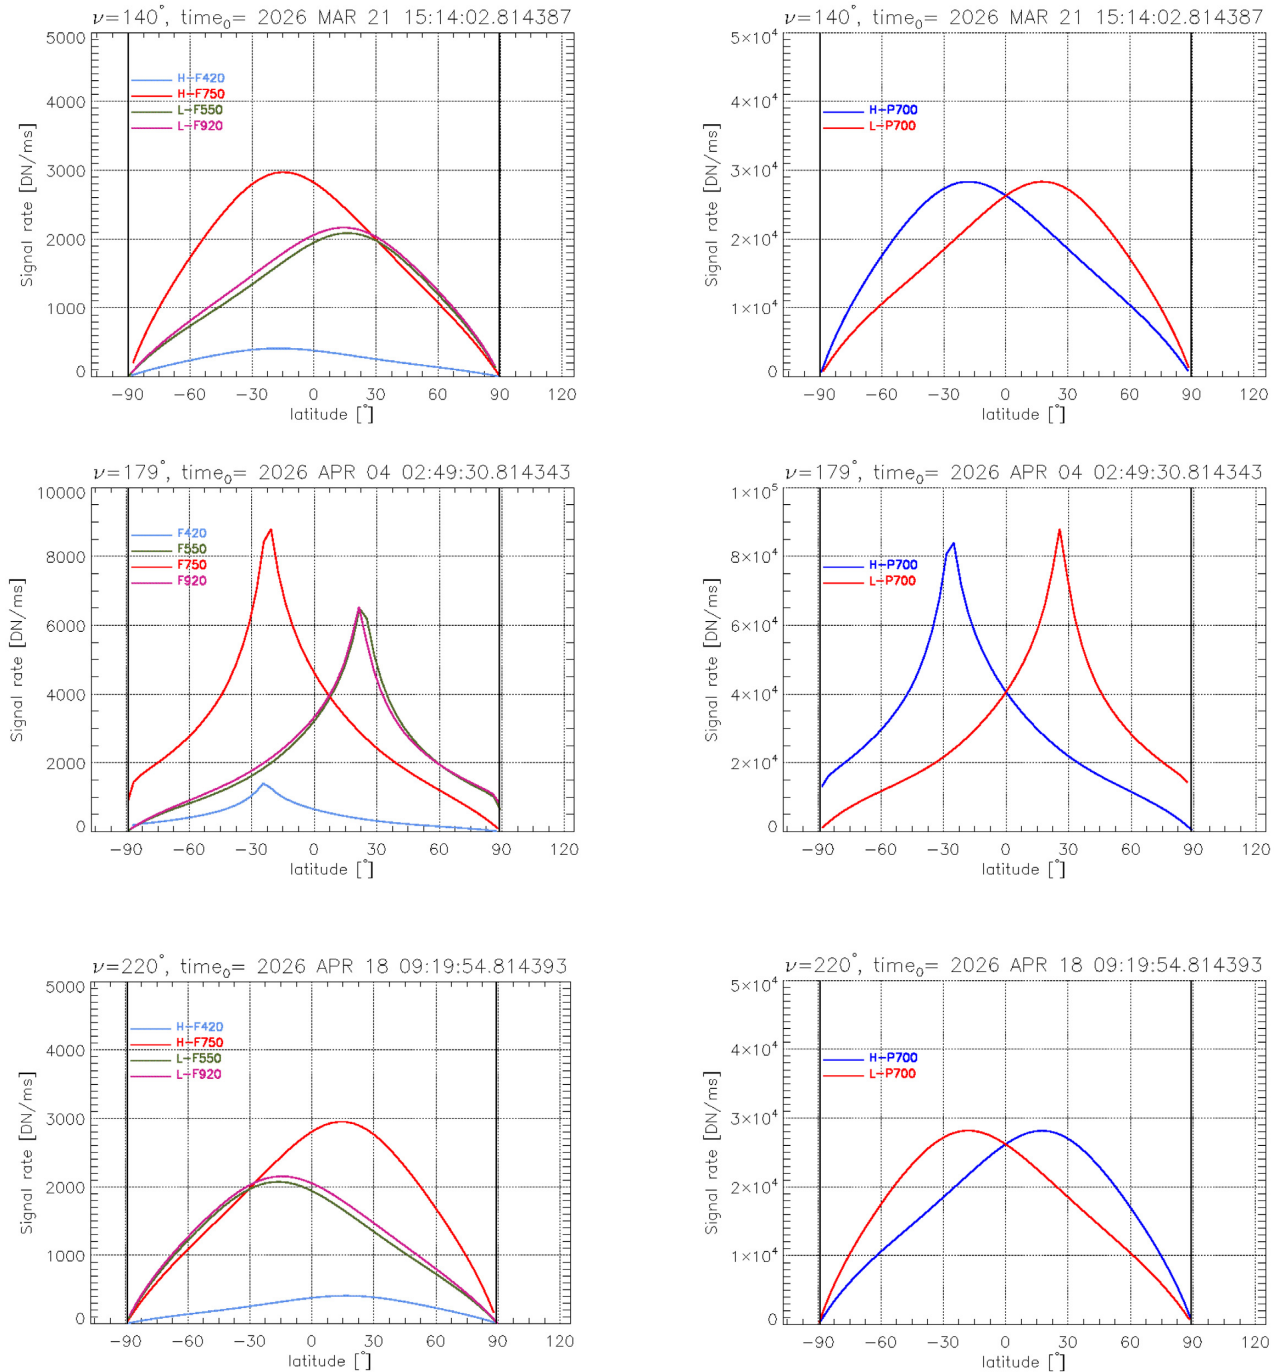 ν=140°, time₀= 2026 MAR 21 15:14:02.814387
5000
4000
3000
2000
1000
0
Signal rate [DN/ms]
H-F420
H-F750
L-F550
L-F920
-90 -60 -30 0 30 60 90 120
latitude [°]
ν=140°, time₀= 2026 MAR 21 15:14:02.814387
5×10⁴
4×10⁴
3×10⁴
2×10⁴
1×10⁴
0
Signal rate [DN/ms]
H-P700
L-P700
-90 -60 -30 0 30 60 90 120
latitude [°]
ν=179°, time₀= 2026 APR 04 02:49:30.814343
10000
8000
6000
4000
2000
0
Signal rate [DN/ms]
F420
F550
F750
F920
-90 -60 -30 0 30 60 90 120
latitude [°]
ν=179°, time₀= 2026 APR 04 02:49:30.814343
1×10⁵
8×10⁴
6×10⁴
4×10⁴
2×10⁴
0
Signal rate [DN/ms]
H-P700
L-P700
-90 -60 -30 0 30 60 90 120
latitude [°]
ν=220°, time₀= 2026 APR 18 09:19:54.814393
5000
4000
3000
2000
1000
0
Signal rate [DN/ms]
H-F420
H-F750
L-F550
L-F920
-90 -60 -30 0 30 60 90 120
latitude [°]
ν=220°, time₀= 2026 APR 18 09:19:54.814393
5×10⁴
4×10⁴
3×10⁴
2×10⁴
1×10⁴
0
Signal rate [DN/ms]
H-P700
L-P700
-90 -60 -30 0 30 60 90 120
latitude [°]